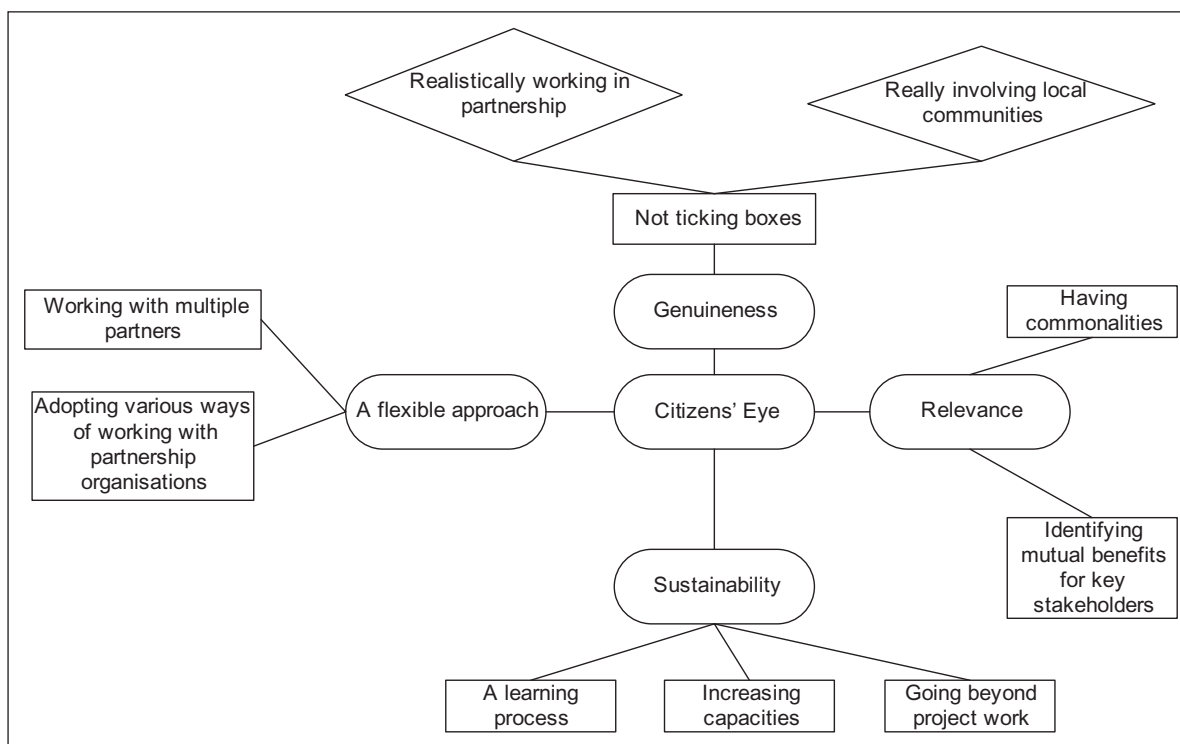 Realistically working in
partnership
Really involving local
communities
Not ticking boxes
Genuineness
Working with multiple
partners
Having
commonalities
Adopting various ways
of working with
partnership
organisations
A flexible approach
Citizens' Eye
Relevance
Identifying
mutual benefits
for key
stakeholders
Sustainability
A learning
process
Increasing
capacities
Going beyond
project work